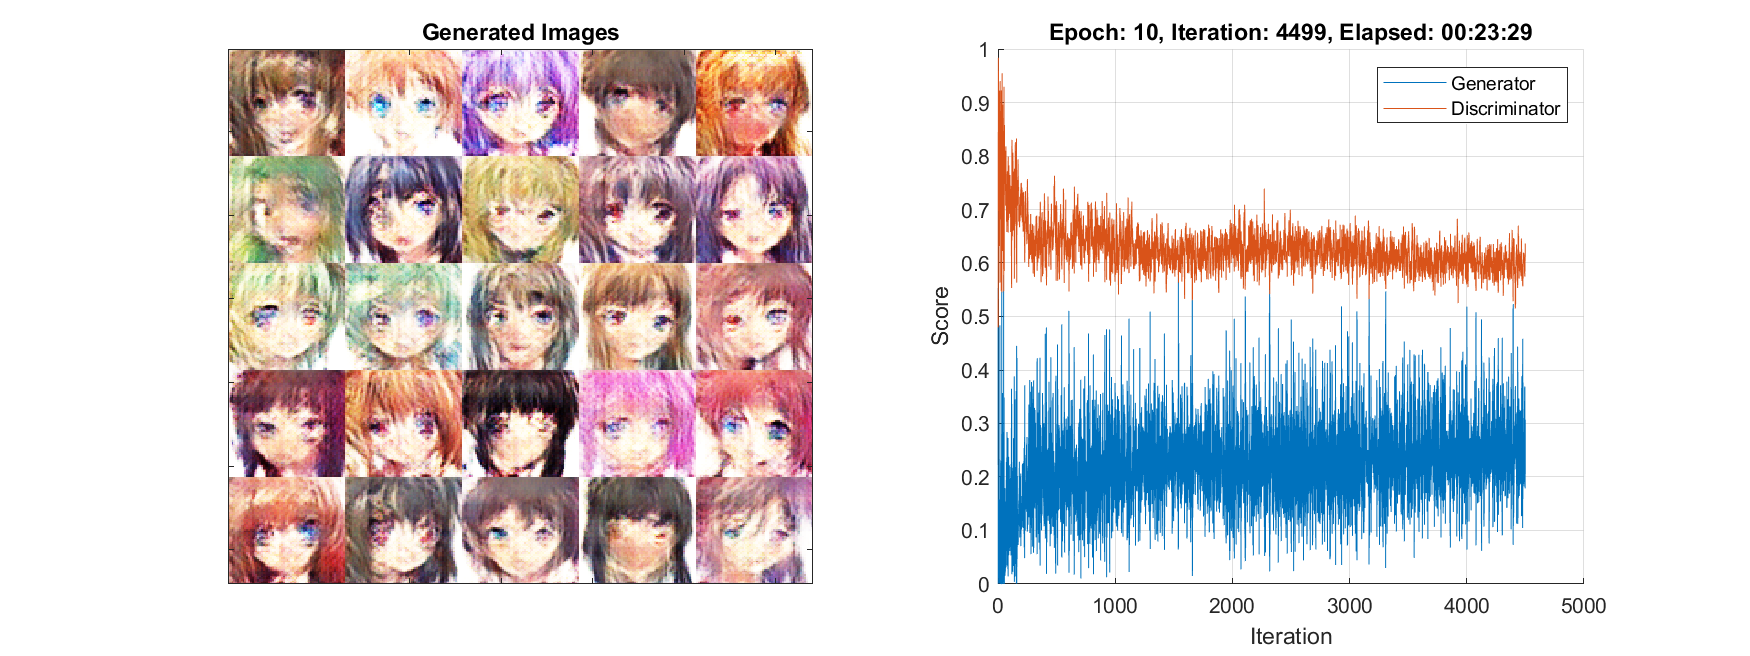 Generated Images
Epoch: 10, Iteration: 4499, Elapsed: 00:23:29
Generator
Discriminator
Score
1
0.9
0.8
0.7
0.6
0.5
0.4
0.3
0.2
0.1
0
0 1000 2000 3000 4000 5000
Iteration